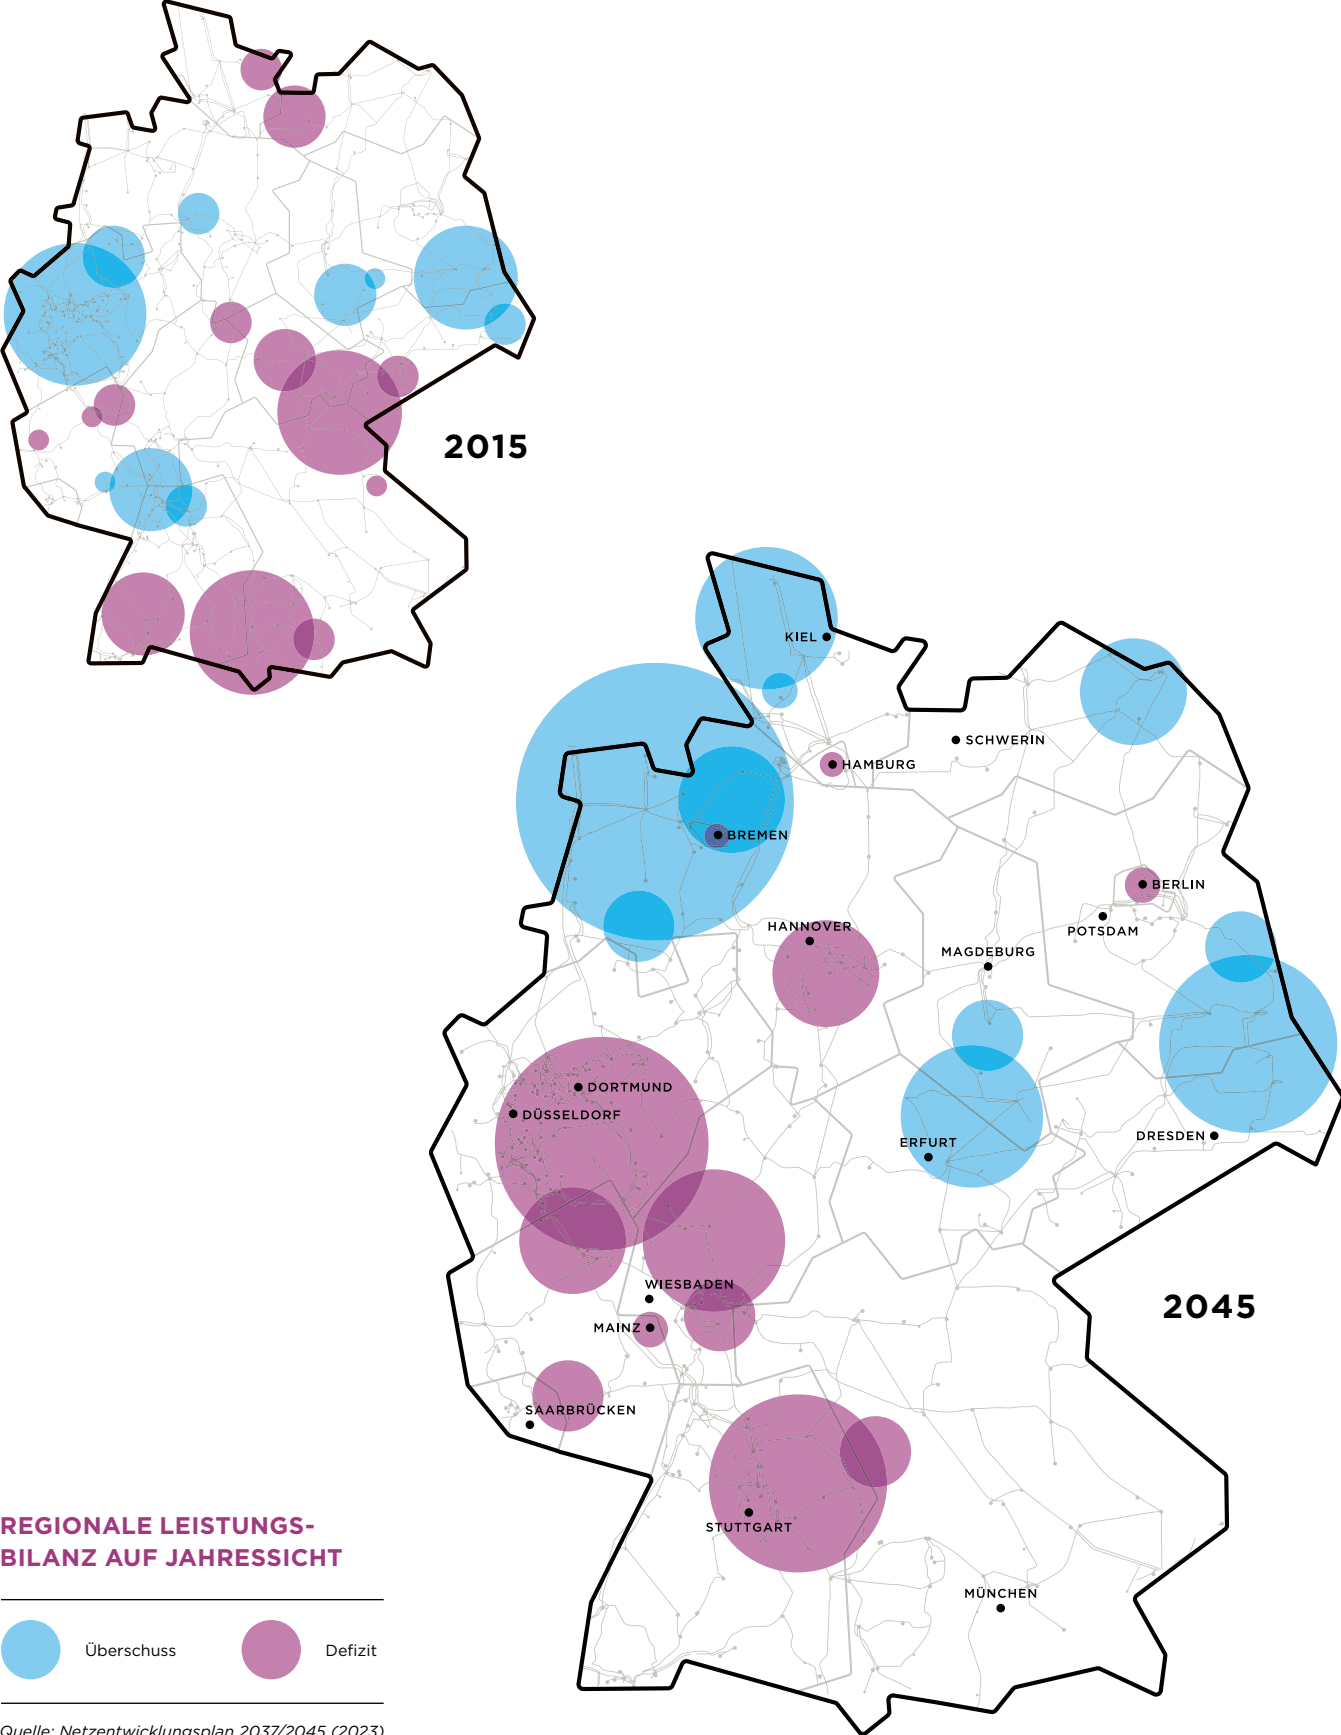 2015
KIEL
SCHWERIN
HAMBURG
BREMEN
BERLIN
POTSDAM
HANNOVER
MAGDEBURG
DORTMUND
DÜSSELDORF
ERFURT
DRESDEN
WIESBADEN
MAINZ
2045
SAARBRÜCKEN
STUTTGART
MÜNCHEN
REGIONALE LEISTUNGS-
BILANZ AUF JAHRESSICHT
Überschuss
Defizit
Quelle: Netzentwicklungsplan 2037/2045 (2023)